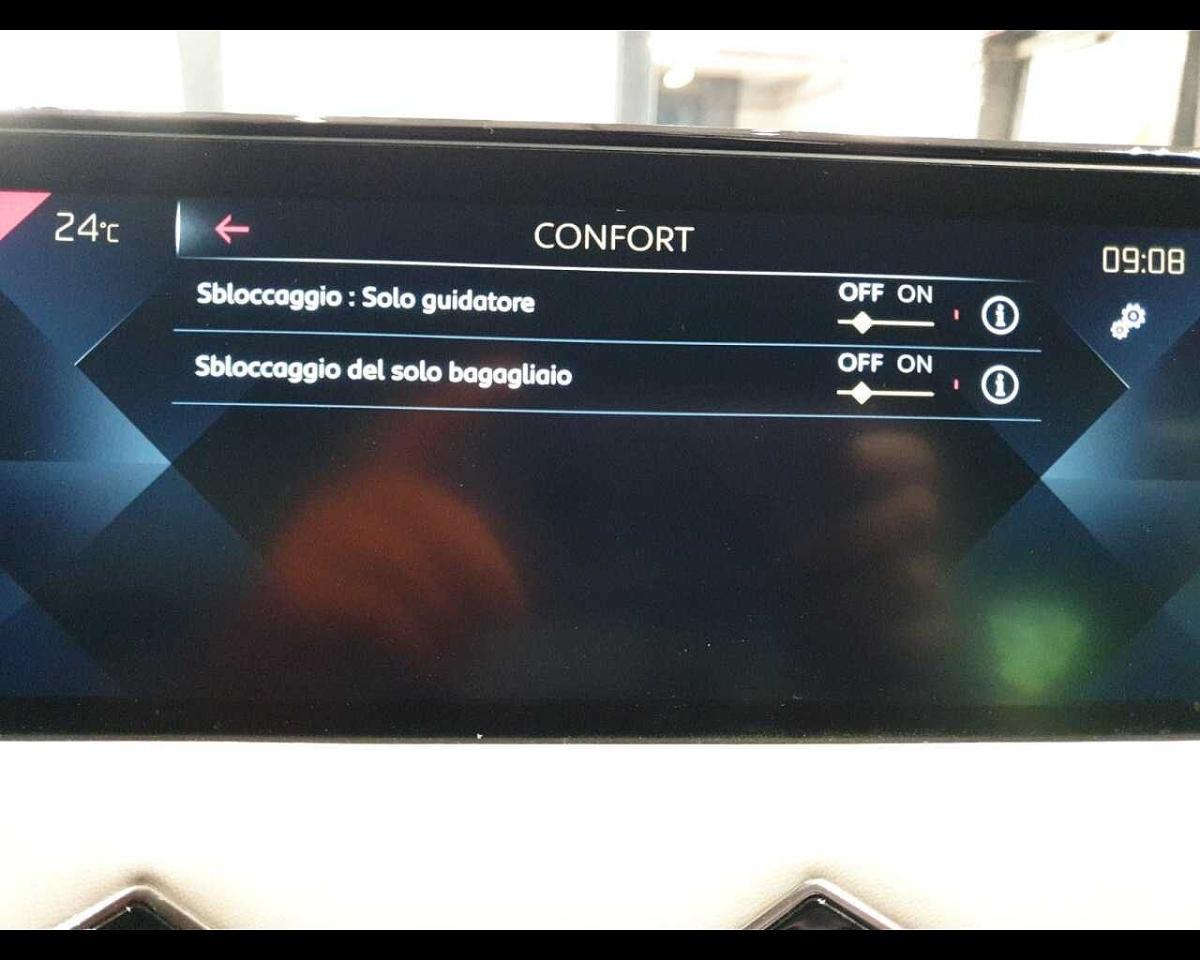 24°C
CONFORT
09:08
Sbloccaggio : Solo guidatore
OFF ON
Sbloccaggio del solo bagagliaio
OFF ON